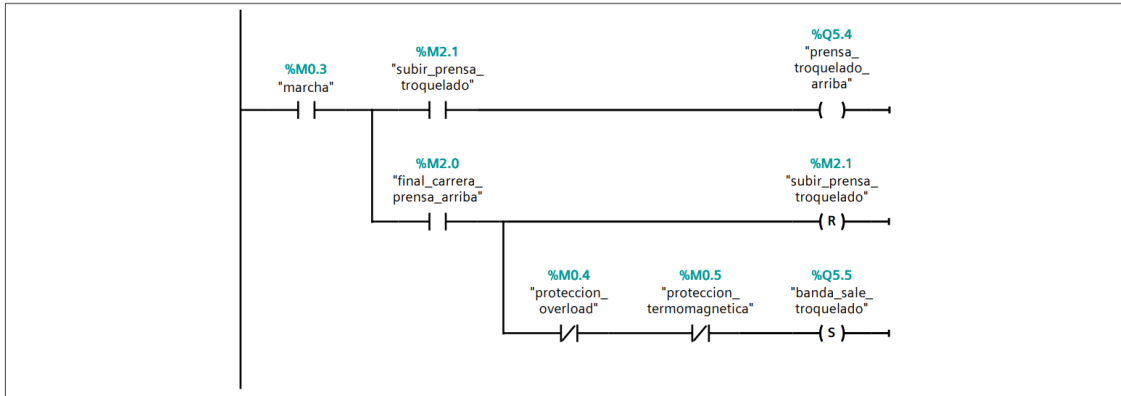 %M0.3
"marcha"
%M2.1
"subir_prensa_
troquelado"
%Q5.4
"prensa_
troquelado_
arriba"
%M2.0
"final_carrera_
prensa_arriba"
%M2.1
"subir_prensa_
troquelado"
R
%M0.4
"proteccion_
overload"
%M0.5
"proteccion_
termomagnetica"
%Q5.5
"banda_sale_
troquelado"
S